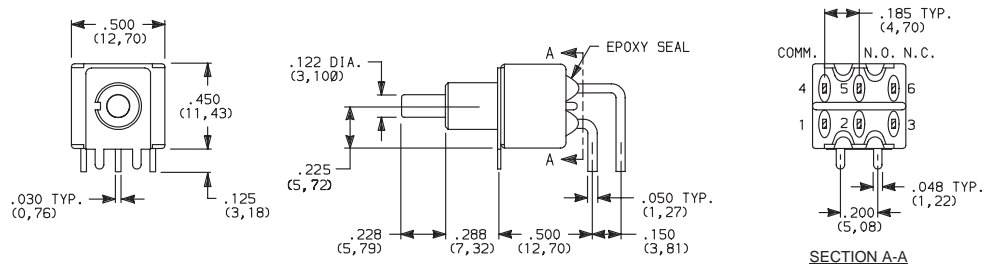 .500
(12,70)
.450
(11,43)
.030 TYP.
(0,76)
.125
(3,18)
.122 DIA.
(3,100)
A
EPOXY SEAL
.225
(5,72)
A
.050 TYP.
(1,27)
.228
(5,79)
.288
(7,32)
.500
(12,70)
.150
(3,81)
.185 TYP.
(4,70)
COMM. N.O. N.C.
4 5 6
1 2 3
.048 TYP.
(1,22)
.200
(5,08)
SECTION A-A